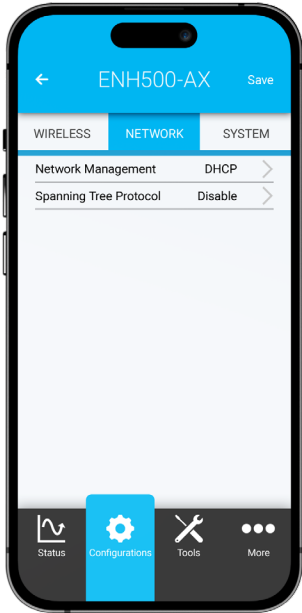 ENH500-AX Save
WIRELESS NETWORK SYSTEM
Network Management DHCP
Spanning Tree Protocol Disable
Status Configurations Tools More